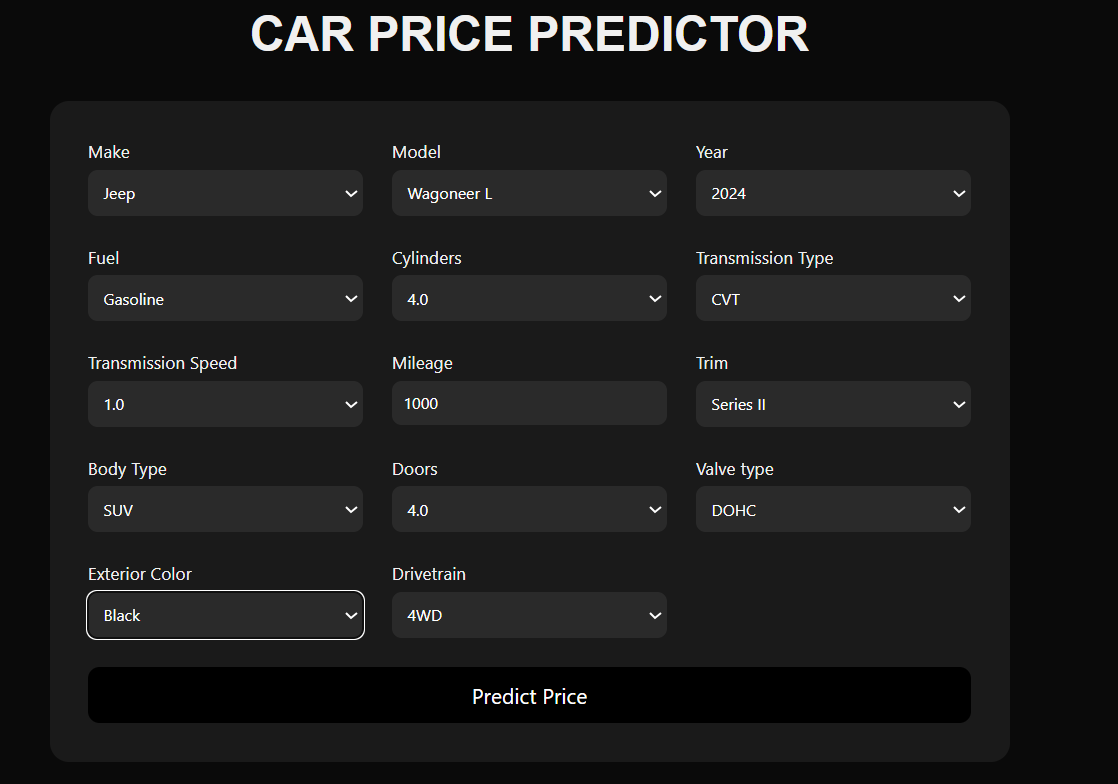 CAR PRICE PREDICTOR
Make Model Year
Jeep Wagoneer L 2024
Fuel Cylinders Transmission Type
Gasoline 4.0 CVT
Transmission Speed Mileage Trim
1.0 1000 Series II
Body Type Doors Valve type
SUV 4.0 DOHC
Exterior Color Drivetrain
Black 4WD
Predict Price